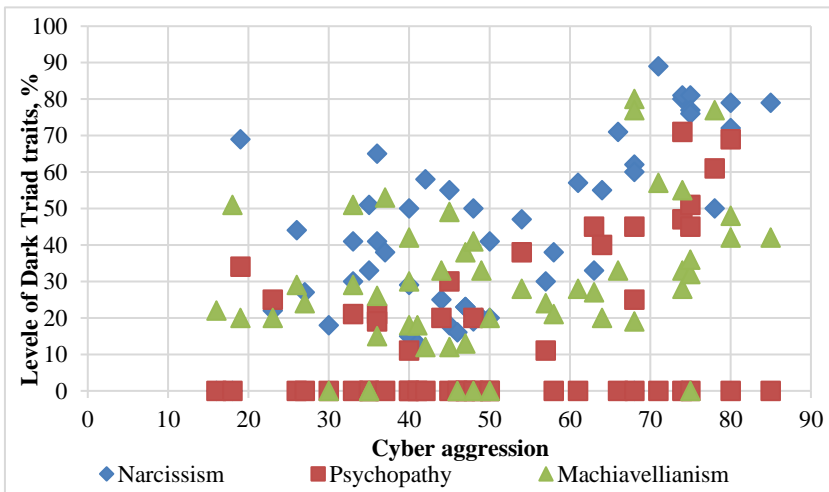 Levele of Dark Triad traits, %
100
90
80
70
60
50
40
30
20
10
0
0 10 20 30 40 50 60 70 80 90
Cyber aggression
Narcissism Psychopathy Machiavellianism